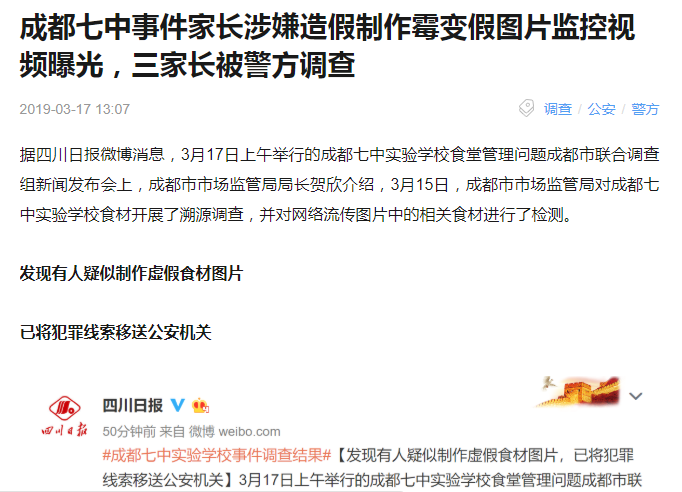 成都七中事件家长涉嫌造假制作霉变假图片监控视
频曝光，三家长被警方调查
2019-03-17 13:07
调查 / 公安 / 警方
据四川日报微博消息，3月17日上午举行的成都七中实验学校食堂管理问题成都市联合调查
组新闻发布会上，成都市市场监管局局长贺欣介绍，3月15日，成都市市场监管局对成都七
中实验学校食材开展了溯源调查，并对网络流传图片中的相关食材进行了检测。
发现有人疑似制作虚假食材图片
已将犯罪线索移送公安机关
四川日报
四川日报
50分钟前 来自 微博 weibo.com
#成都七中实验学校事件调查结果#【发现有人疑似制作虚假食材图片，已将犯罪
线索移送公安机关】3月17日上午举行的成都七中实验学校食堂管理问题成都市联